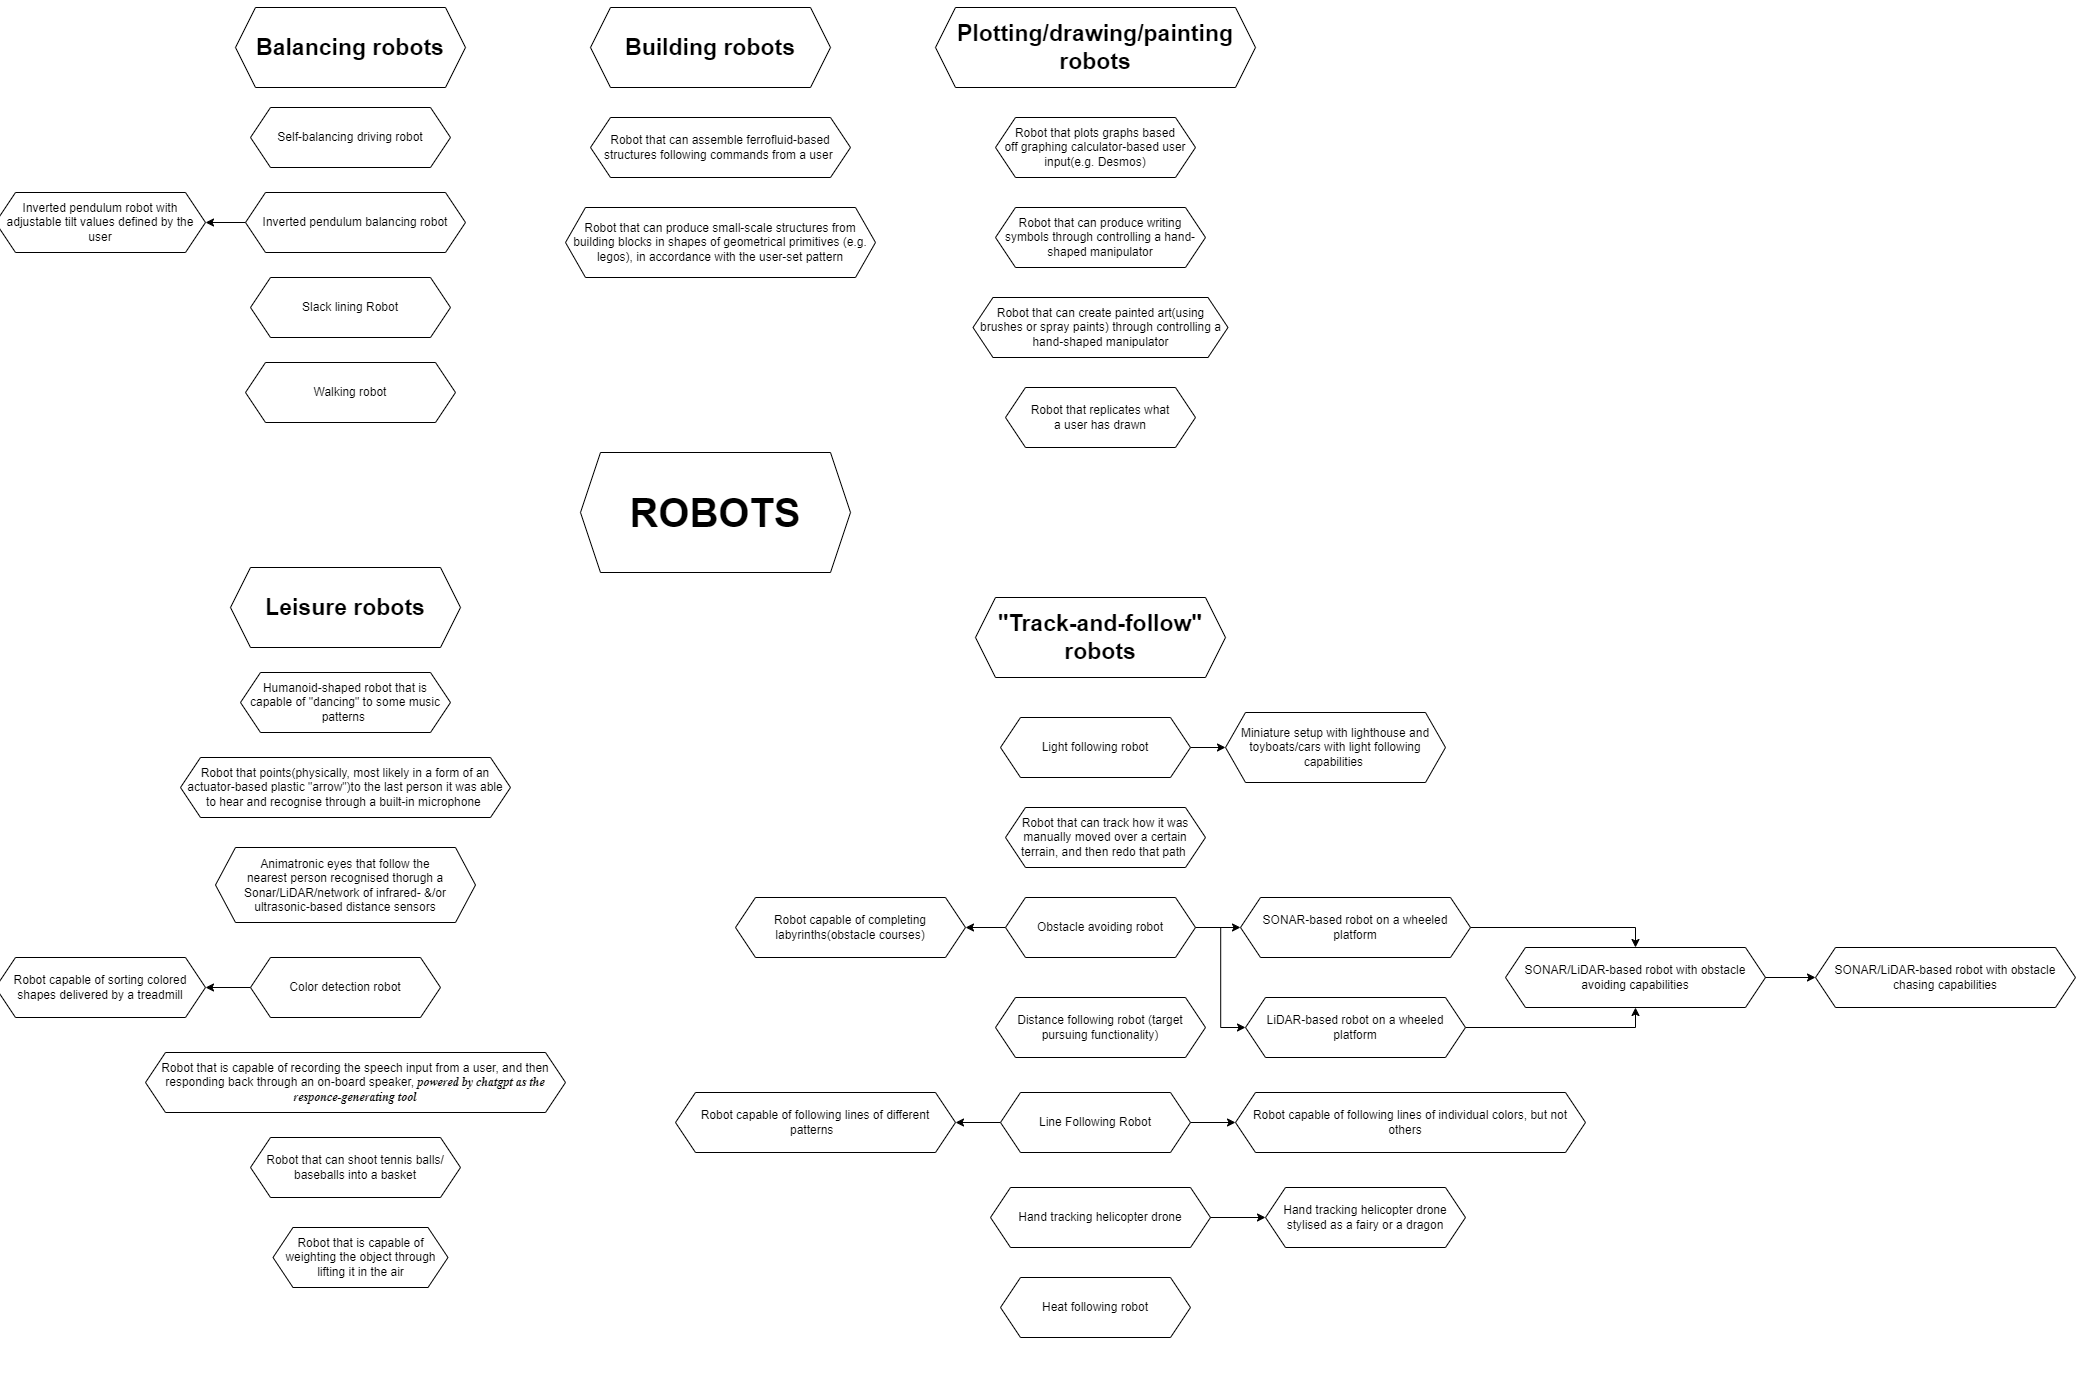 Balancing robots
Self-balancing driving robot
Inverted pendulum robot with
adjustable tilt values defined by the
user
Inverted pendulum balancing robot
Slack lining Robot
Walking robot
Building robots
Robot that can assemble ferrofluid-based
structures following commands from a user
Robot that can produce small-scale structures from
building blocks in shapes of geometrical primitives (e.g.
legos), in accordance with the user-set pattern
Plotting/drawing/painting
robots
Robot that plots graphs based
off graphing calculator-based user
input(e.g. Desmos)
Robot that can produce writing
symbols through controlling a hand-
shaped manipulator
Robot that can create painted art(using
brushes or spray paints) through controlling a
hand-shaped manipulator
Robot that replicates what
a user has drawn
ROBOTS
Leisure robots
Humanoid-shaped robot that is
capable of "dancing" to some music
patterns
Robot that points(physically, most likely in a form of an
actuator-based plastic "arrow")to the last person it was able
to hear and recognise through a built-in microphone
Animatronic eyes that follow the
nearest person recognised thorugh a
Sonar/LiDAR/network of infrared- &/or
ultrasonic-based distance sensors
Robot capable of sorting colored
shapes delivered by a treadmill
Color detection robot
Robot that is capable of recording the speech input from a user, and then
responding back through an on-board speaker, powered by chatgpt as the
responce-generating tool
Robot that can shoot tennis balls/
baseballs into a basket
Robot that is capable of
weighting the object through
lifting it in the air
"Track-and-follow"
robots
Light following robot
Miniature setup with lighthouse and
toyboats/cars with light following
capabilities
Robot that can track how it was
manually moved over a certain
terrain, and then redo that path
Robot capable of completing
labyrinths(obstacle courses)
Obstacle avoiding robot
SONAR-based robot on a wheeled
platform
SONAR/LiDAR-based robot with obstacle
avoiding capabilities
SONAR/LiDAR-based robot with obstacle
chasing capabilities
Distance following robot (target
pursuing functionality)
LiDAR-based robot on a wheeled
platform
Robot capable of following lines of different
patterns
Line Following Robot
Robot capable of following lines of individual colors, but not
others
Hand tracking helicopter drone
Hand tracking helicopter drone
stylised as a fairy or a dragon
Heat following robot